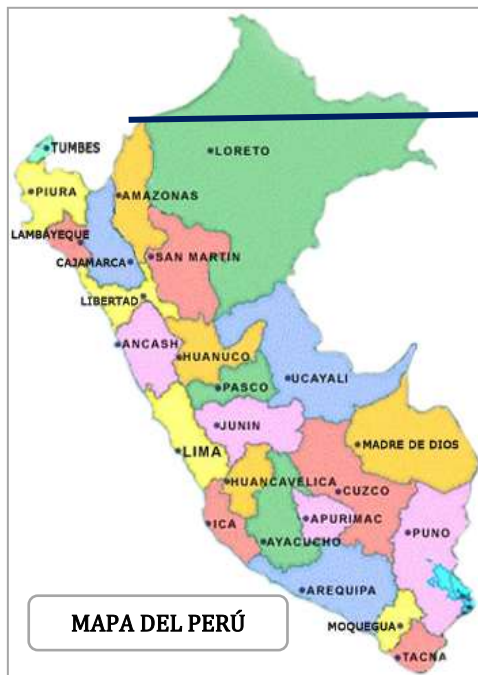 TUMBES
LORETO
PIURA
AMAZONAS
LAMBAYEQUE
CAJAMARCA
SAN MARTIN
LIBERTAD
ANCASH
HUANUCO
UCAYALI
PASCO
JUNIN
MADRE DE DIOS
LIMA
HUANCAVELICA
CUZCO
ICA
APURIMAC
PUNO
AYACUCHO
AREQUIPA
MAPA DEL PERÚ
MOQUEGUA
TACNA